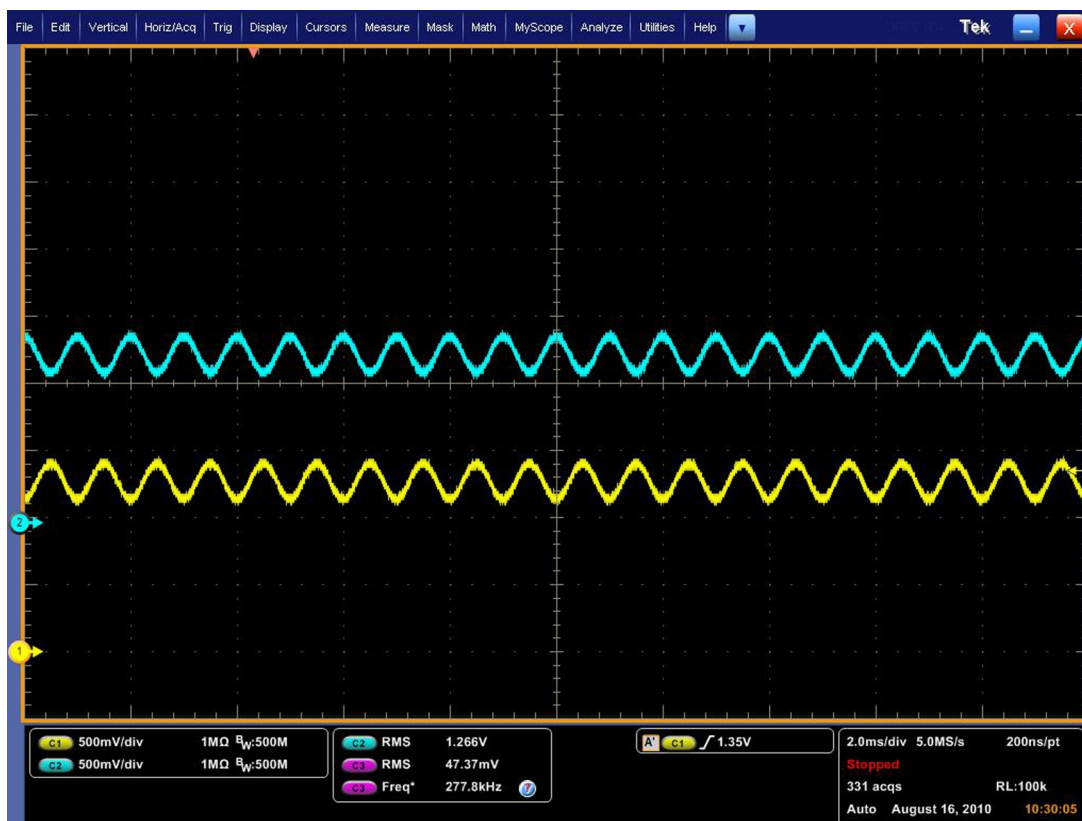 File Edit Vertical Horiz/Acq Trig Display Cursors Measure Mask Math MyScope Analyze Utilities Help Tek X
2
1
C1 500mV/div 1MΩ BW:500M
C2 500mV/div 1MΩ BW:500M
C2 RMS 1.266V
C3 RMS 47.37mV
C3 Freq* 277.8kHz
A' C1 1.35V
2.0ms/div 5.0MS/s 200ns/pt
Stopped
331 acqs RL:100k
Auto August 16, 2010 10:30:05